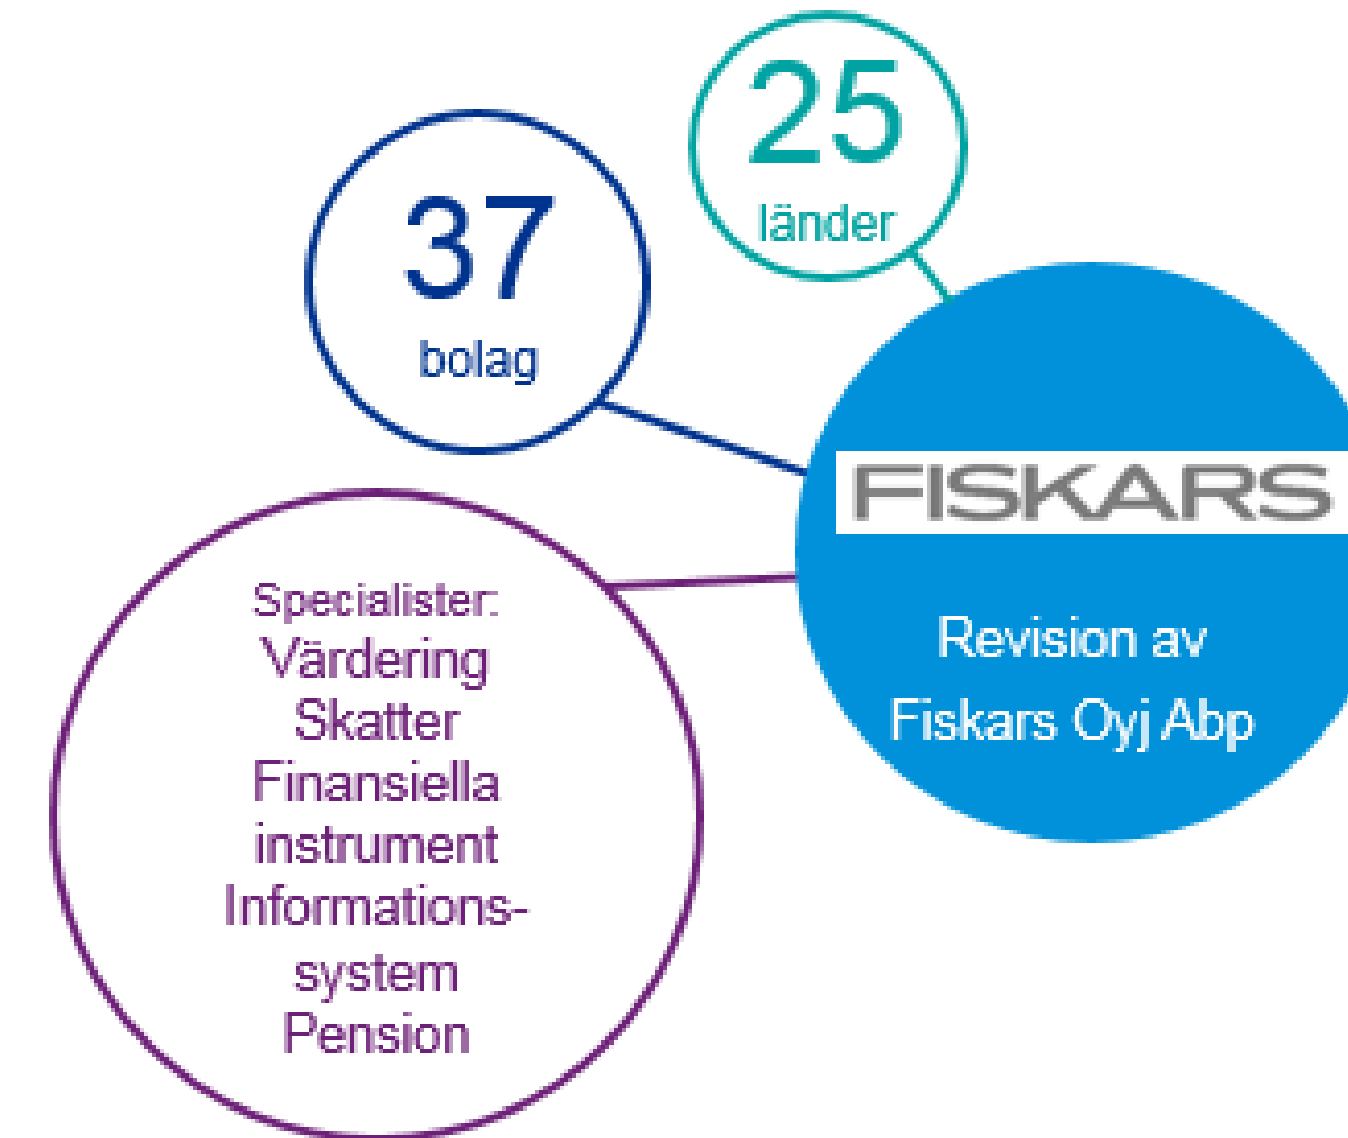 25
länder
37
bolag
FISKARS
Revision av
Fiskars Oyj Abp
Specialister:
Värdering
Skatter
Finansiella
instrument
Informations-
system
Pension